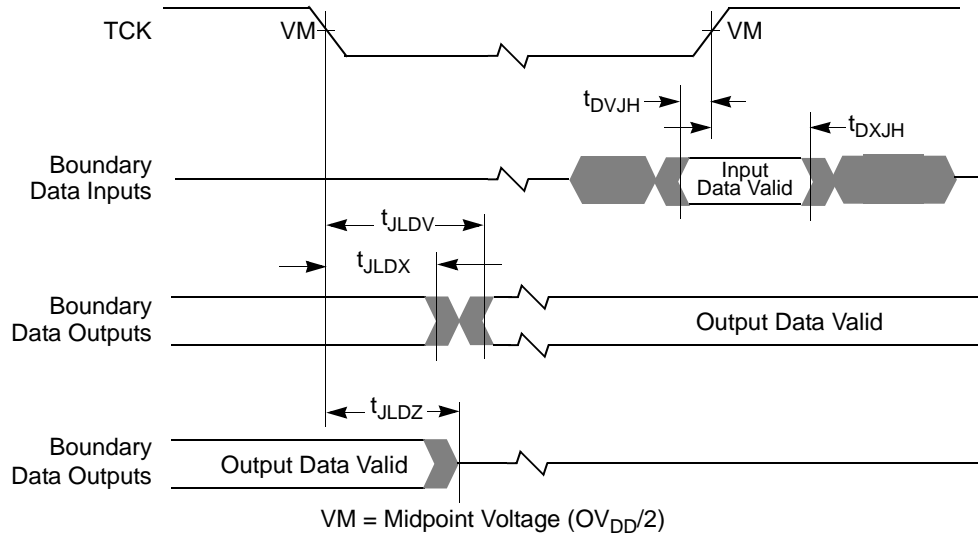 TCK
VM
VM
tDVJH
tDXJH
Boundary
Data Inputs
Input
Data Valid
tJLDV
tJLDX
Boundary
Data Outputs
Output Data Valid
tJLDZ
Boundary
Data Outputs
Output Data Valid
VM = Midpoint Voltage (OVDD/2)